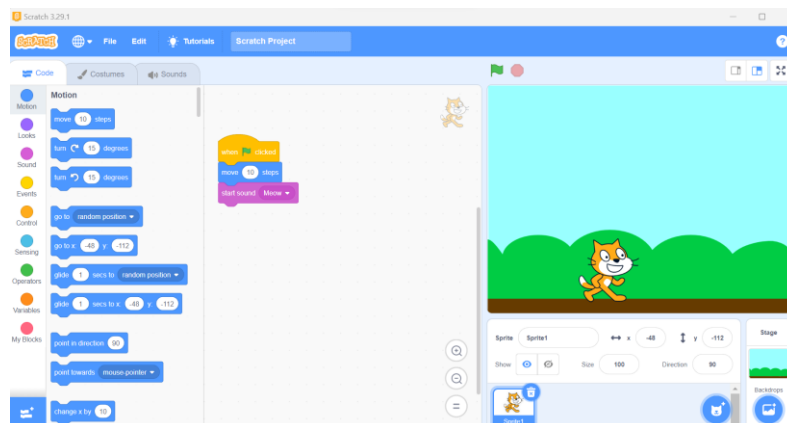 Scratch 3.29.1
SCRATCH File Edit Tutorials Scratch Project
Code Costumes Sounds
Motion
Looks
Sound
Events
Control
Sensing
Operators
Variables
My Blocks
Motion
move 10 steps
turn 15 degrees
turn 15 degrees
go to random position
go to x: -48 y: -112
glide 1 secs to random position
glide 1 secs to x: -48 y: -112
point in direction 90
point towards mouse-pointer
change x by 10
when clicked
move 10 steps
start sound Meow
Sprite Sprite1 x -48 y -112
Show Size 100 Direction 90
Sprite1
Stage
Backdrops